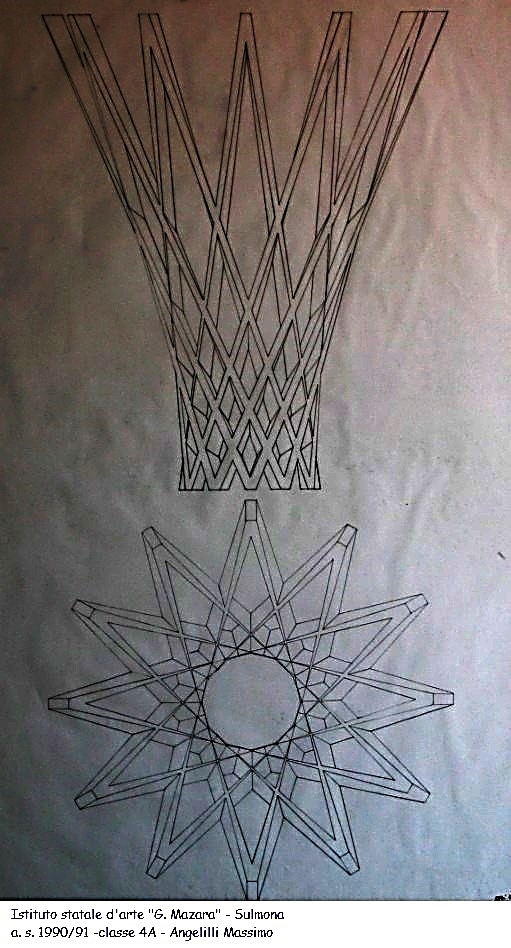 Istituto statale d'arte "G. Mazara" - Sulmona
a. s. 1990/91 -classe 4A - Angelilli Massimo